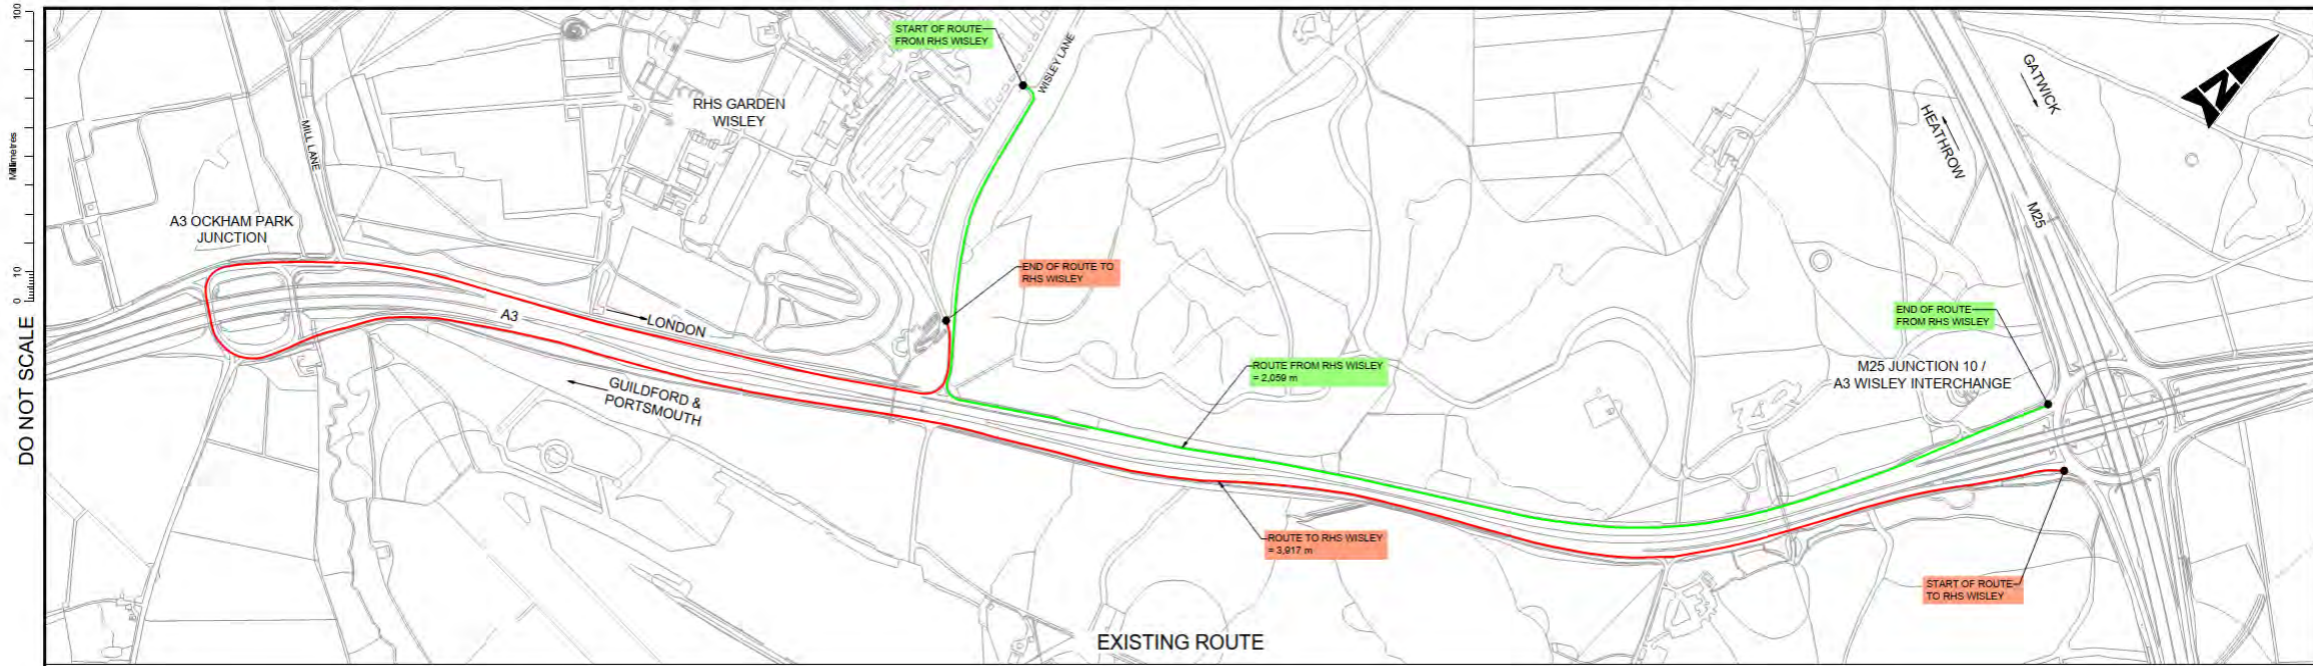 100
Millimetres
10
0
DO NOT SCALE
START OF ROUTE
FROM RHS WISLEY
WISLEY LANE
RHS GARDEN
WISLEY
MILL LANE
A3 OCKHAM PARK
JUNCTION
END OF ROUTE TO
RHS WISLEY
A3
LONDON
GUILDFORD &
PORTSMOUTH
ROUTE FROM RHS WISLEY
= 2,059 m
ROUTE TO RHS WISLEY
= 3,917 m
GATWICK
HEATHROW
M25
N
END OF ROUTE
FROM RHS WISLEY
M25 JUNCTION 10 /
A3 WISLEY INTERCHANGE
START OF ROUTE
TO RHS WISLEY
EXISTING ROUTE